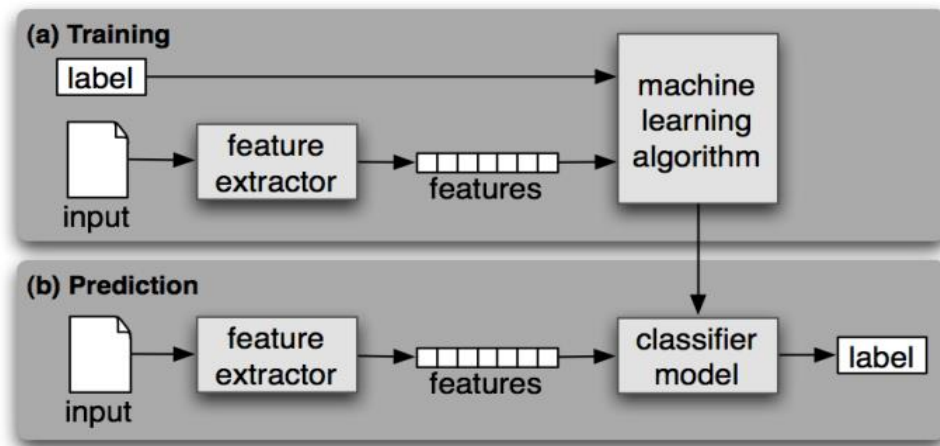 (a) Training
label
machine
learning
algorithm
feature
extractor
features
input
(b) Prediction
feature
extractor
features
classifier
model
label
input